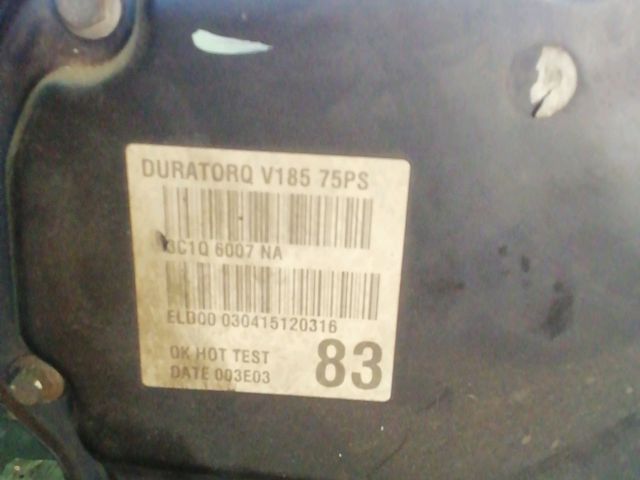 DURATORQ V185 75PS
3C1Q 6007 NA
ELD00 030415120316
OK HOT TEST
DATE 003E03
83